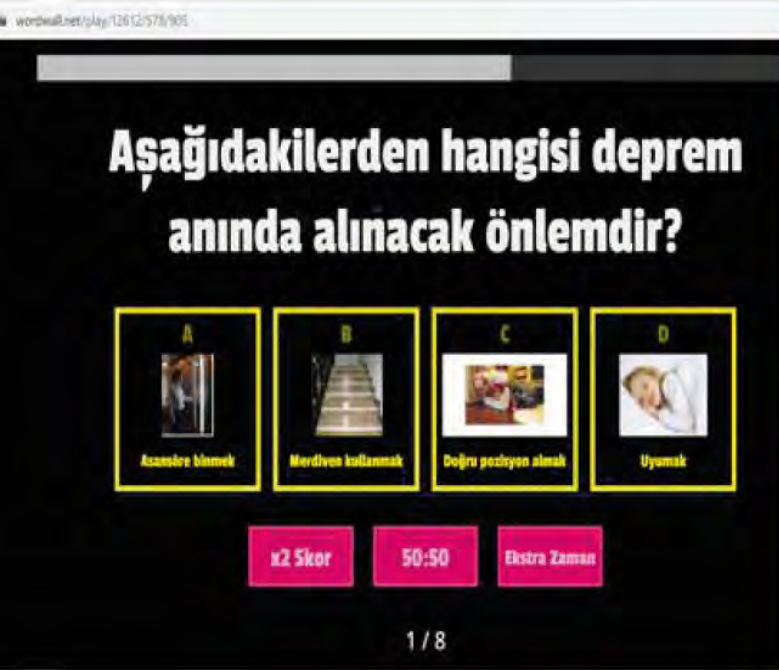 wordwall.net/play/12612/578/905
Aşağıdakilerden hangisi deprem
anında alınacak önlemdir?
A
B
C
D
Asansöre binmek
Merdiven kullanmak
Doğru pozisyon almak
Uyumak
x2 Skor
50:50
Ekstra Zaman
1 / 8